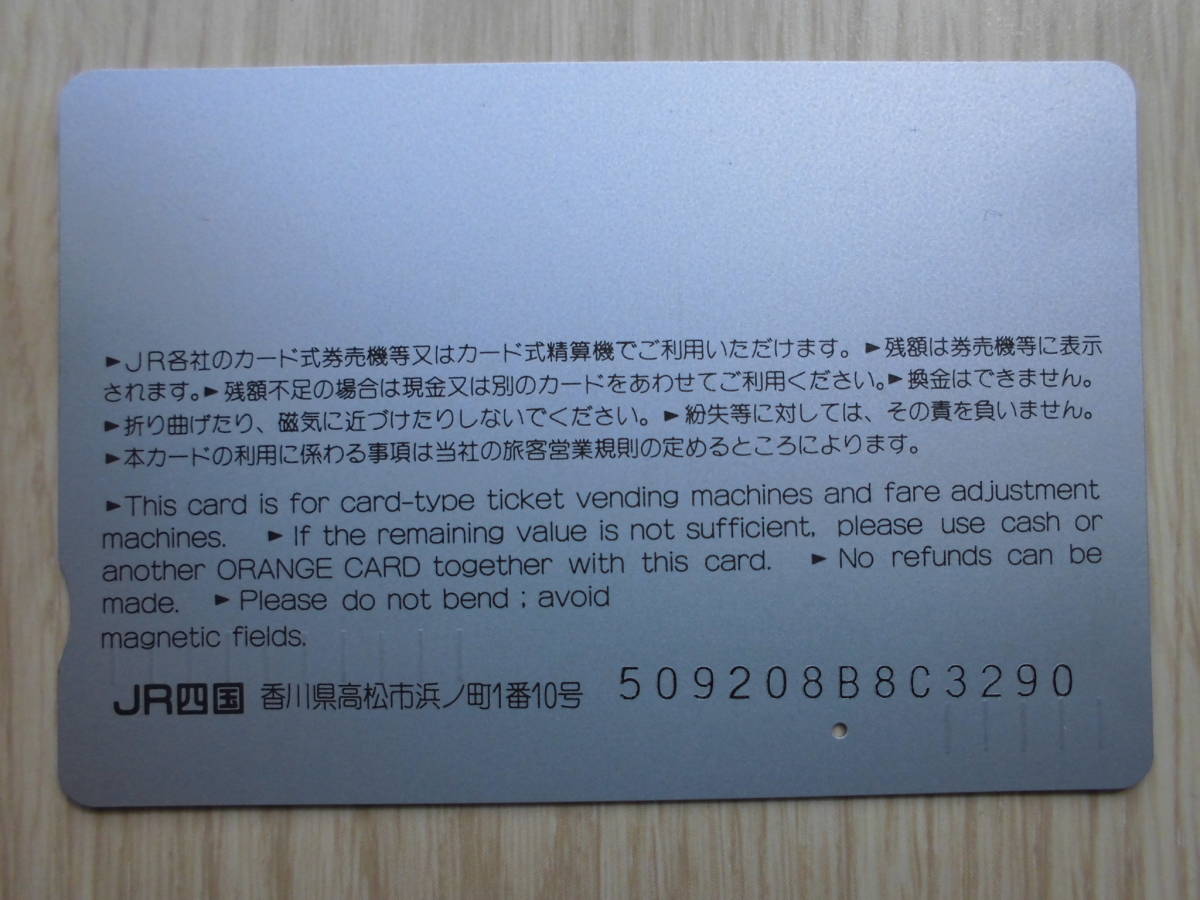 ►JR各社のカード式券売機等又はカード式精算機でご利用いただけます。►残額は券売機等に表示
されます。►残額不足の場合は現金又は別のカードをあわせてご利用ください。►換金はできません。
►折り曲げたり、磁気に近づけたりしないでください。►紛失等に対しては、その責を負いません。
►本カードの利用に係わる事項は当社の旅客営業規則の定めるところによります。
►This card is for card-type ticket vending machines and fare adjustment
machines. ►If the remaining value is not sufficient, please use cash or
another ORANGE CARD together with this card. ►No refunds can be
made. ►Please do not bend ; avoid
magnetic fields.
JR四国 香川県高松市浜ノ町1番10号 509208B8C3290